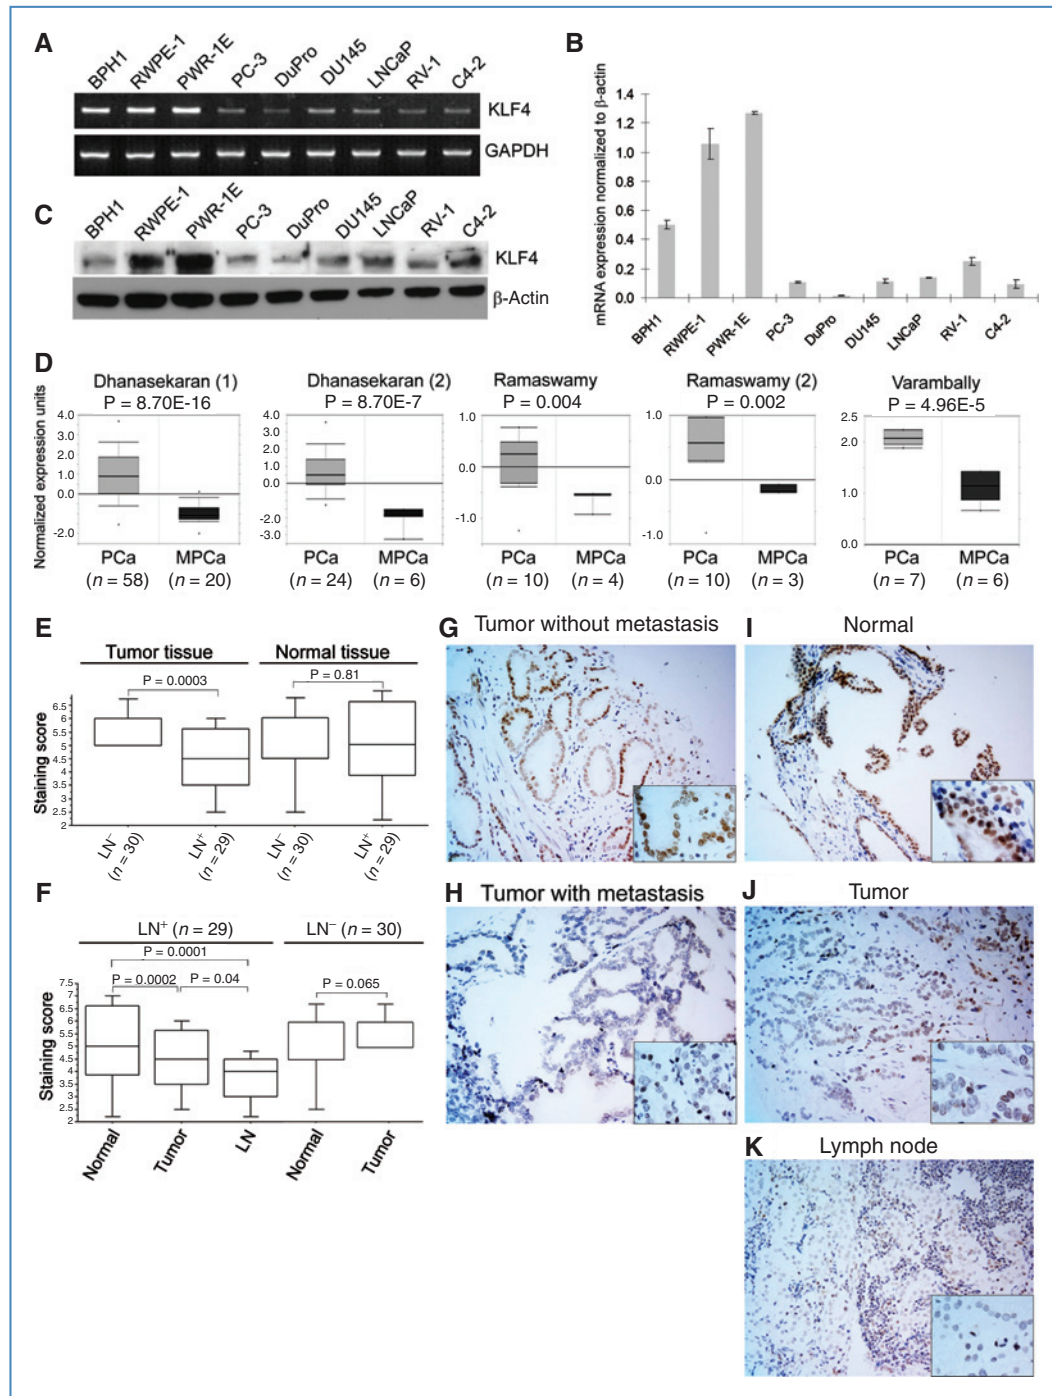 A
BPH1 RWPE-1 PWR-1E PC-3 DuPro DU145 LNCaP RV-1 C4-2
KLF4
GAPDH
B
mRNA expression normalized to β-actin
1.4
1.2
1.0
0.8
0.6
0.4
0.2
0.0
BPH1 RWPE-1 PWR-1E PC-3 DuPro DU145 LNCaP RV-1 C4-2
C
BPH1 RWPE-1 PWR-1E PC-3 DuPro DU145 LNCaP RV-1 C4-2
KLF4
β-Actin
D
Normalized expression units
Dhanasekaran (1)
P = 8.70E-16
4.0
3.0
2.0
1.0
0.0
-2.0
PCa MPCa
(n = 58) (n = 20)
Dhanasekaran (2)
P = 8.70E-7
4.0
3.0
2.0
1.0
0.0
-2.0
-3.0
PCa MPCa
(n = 24) (n = 6)
Ramaswamy
P = 0.004
1.0
0.0
-1.0
PCa MPCa
(n = 10) (n = 4)
Ramaswamy (2)
P = 0.002
1.0
0.0
-1.0
PCa MPCa
(n = 10) (n = 3)
Varambally
P = 4.96E-5
2.5
2.0
1.0
0.0
PCa MPCa
(n = 7) (n = 6)
E
Tumor tissue Normal tissue
P = 0.0003 P = 0.81
Staining score
6.5
6
5.5
5
4.5
4
3.5
3
2.5
2
LN⁻ (n = 30)
LN⁺ (n = 29)
LN⁻ (n = 30)
LN⁺ (n = 29)
F
LN⁺ (n = 29) LN⁻ (n = 30)
P = 0.0001
P = 0.0002 P = 0.04 P = 0.065
Staining score
7.5
7
6.5
6
5.5
5
4.5
4
3.5
3
2.5
2
Normal Tumor LN Normal Tumor
G Tumor without metastasis
H Tumor with metastasis
I Normal
J Tumor
K Lymph node